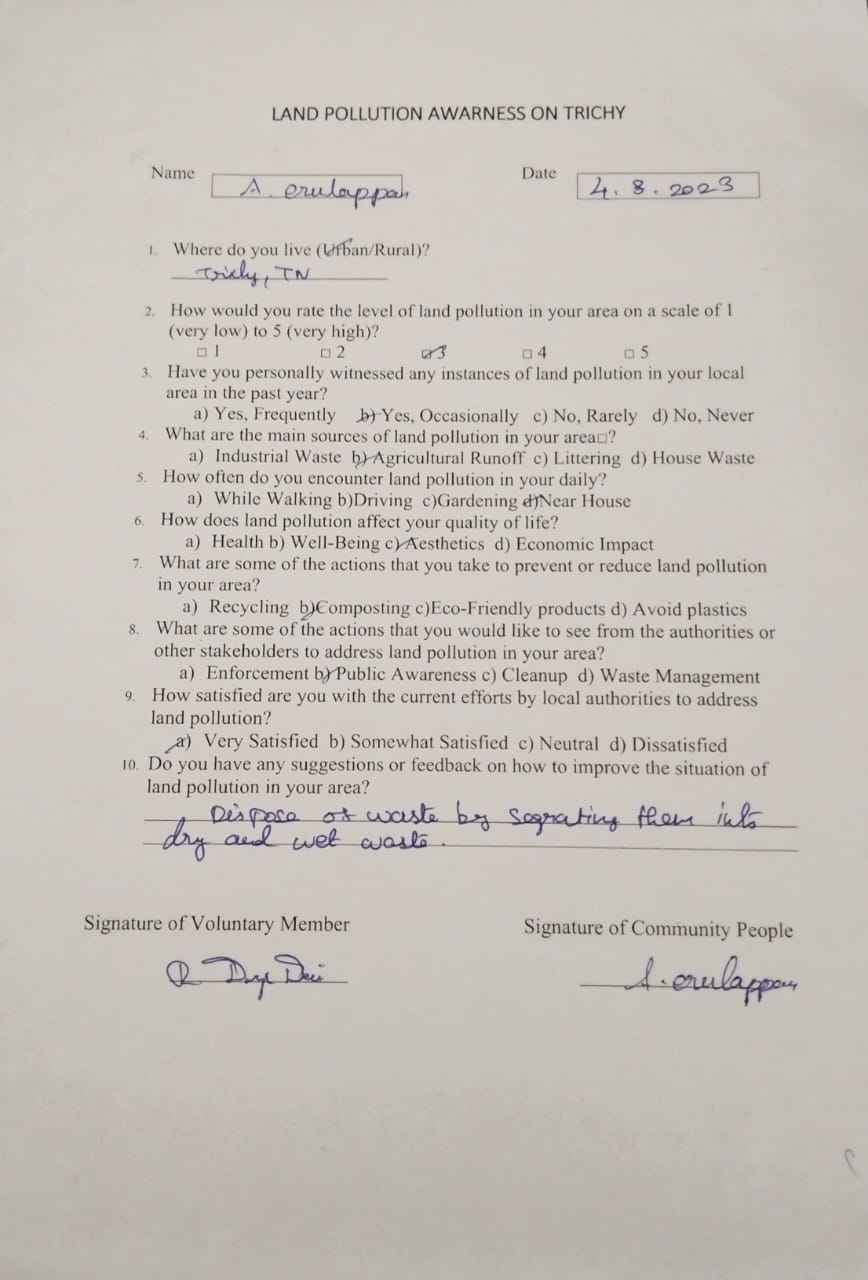 LAND POLLUTION AWARNESS ON TRICHY
Name A. erulappan Date 4.8.2023
1. Where do you live (Urban/Rural)?
Trichy, TN
2. How would you rate the level of land pollution in your area on a scale of 1
(very low) to 5 (very high)?
□ 1 □ 2 □ 3 □ 4 □ 5
3. Have you personally witnessed any instances of land pollution in your local
area in the past year?
a) Yes, Frequently b) Yes, Occasionally c) No, Rarely d) No, Never
4. What are the main sources of land pollution in your area□?
a) Industrial Waste b) Agricultural Runoff c) Littering d) House Waste
5. How often do you encounter land pollution in your daily?
a) While Walking b)Driving c)Gardening d)Near House
6. How does land pollution affect your quality of life?
a) Health b) Well-Being c) Aesthetics d) Economic Impact
7. What are some of the actions that you take to prevent or reduce land pollution
in your area?
a) Recycling b)Composting c)Eco-Friendly products d) Avoid plastics
8. What are some of the actions that you would like to see from the authorities or
other stakeholders to address land pollution in your area?
a) Enforcement b) Public Awareness c) Cleanup d) Waste Management
9. How satisfied are you with the current efforts by local authorities to address
land pollution?
a) Very Satisfied b) Somewhat Satisfied c) Neutral d) Dissatisfied
10. Do you have any suggestions or feedback on how to improve the situation of
land pollution in your area?
Dispose of waste by Segrating them into
dry and wet waste.
Signature of Voluntary Member Signature of Community People
A. erulappan